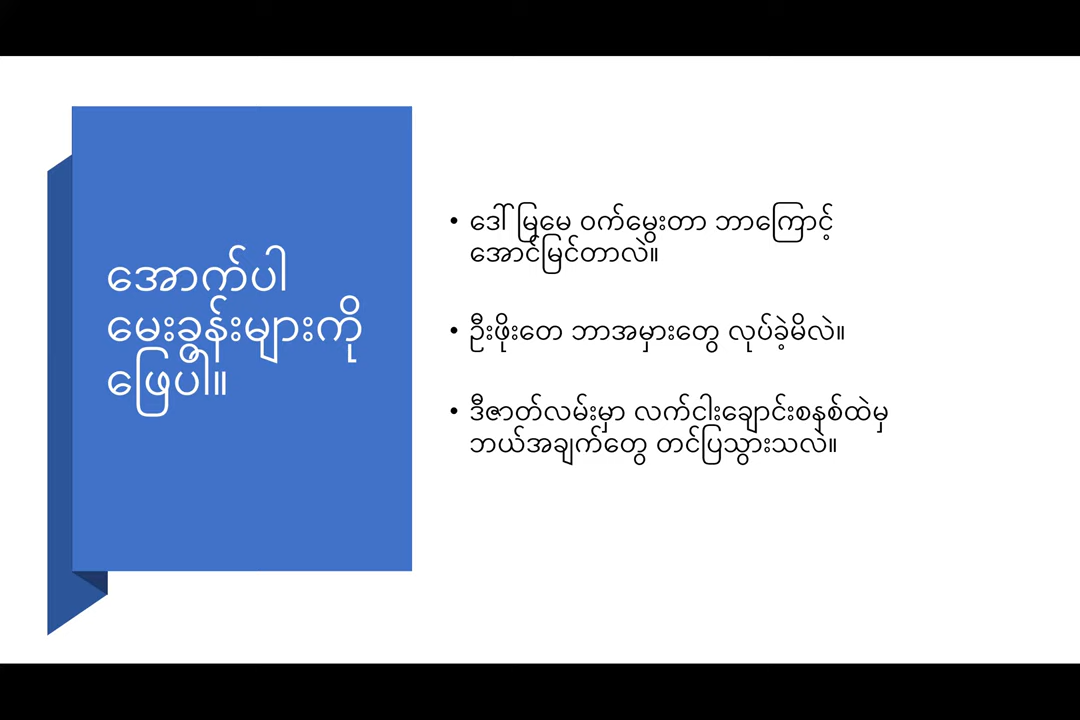 အောက်ပါ
မေးခွန်းများကို
ဖြေပါ။
• ဒေါ်မြမေ ဝက်မွေးတာ ဘာကြောင့်
အောင်မြင်တာလဲ။
• ဦးဖိုးတေ ဘာအမှားတွေ လုပ်ခဲ့မိလဲ။
• ဒီဇာတ်လမ်းမှာ လက်ငါးချောင်းစနစ်ထဲမှ
ဘယ်အချက်တွေ တင်ပြသွားသလဲ။